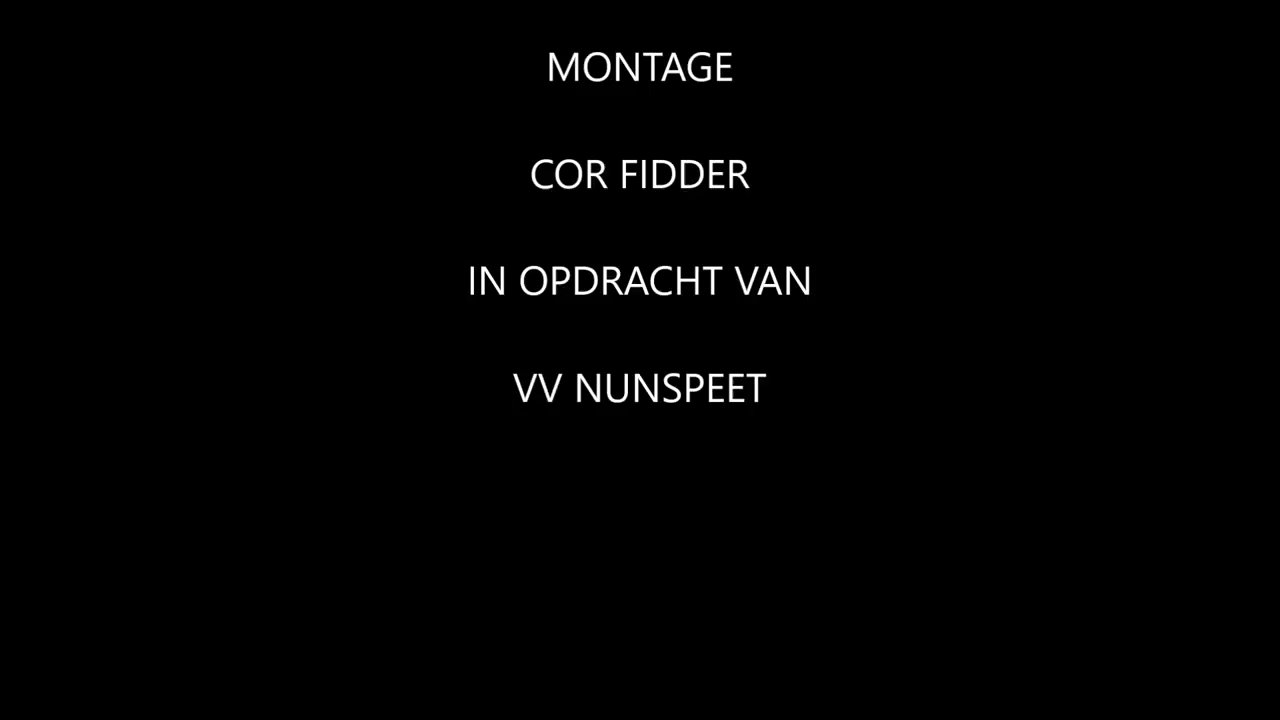 MONTAGE
COR FIDDER
IN OPDRACHT VAN
VV NUNSPEET